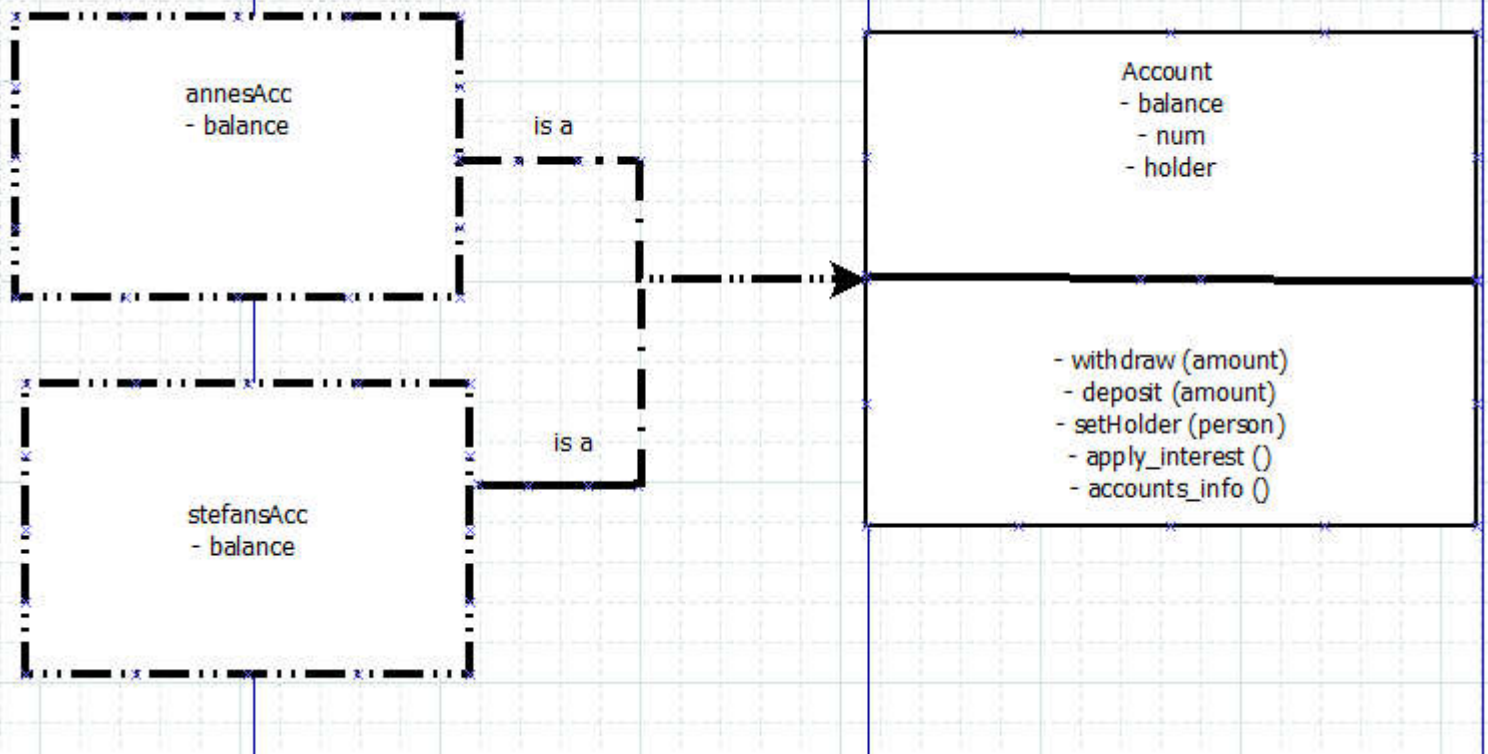 annesAcc
- balance
is a
stefansAcc
- balance
is a
Account
- balance
- num
- holder
- withdraw (amount)
- deposit (amount)
- setHolder (person)
- apply_interest ()
- accounts_info ()